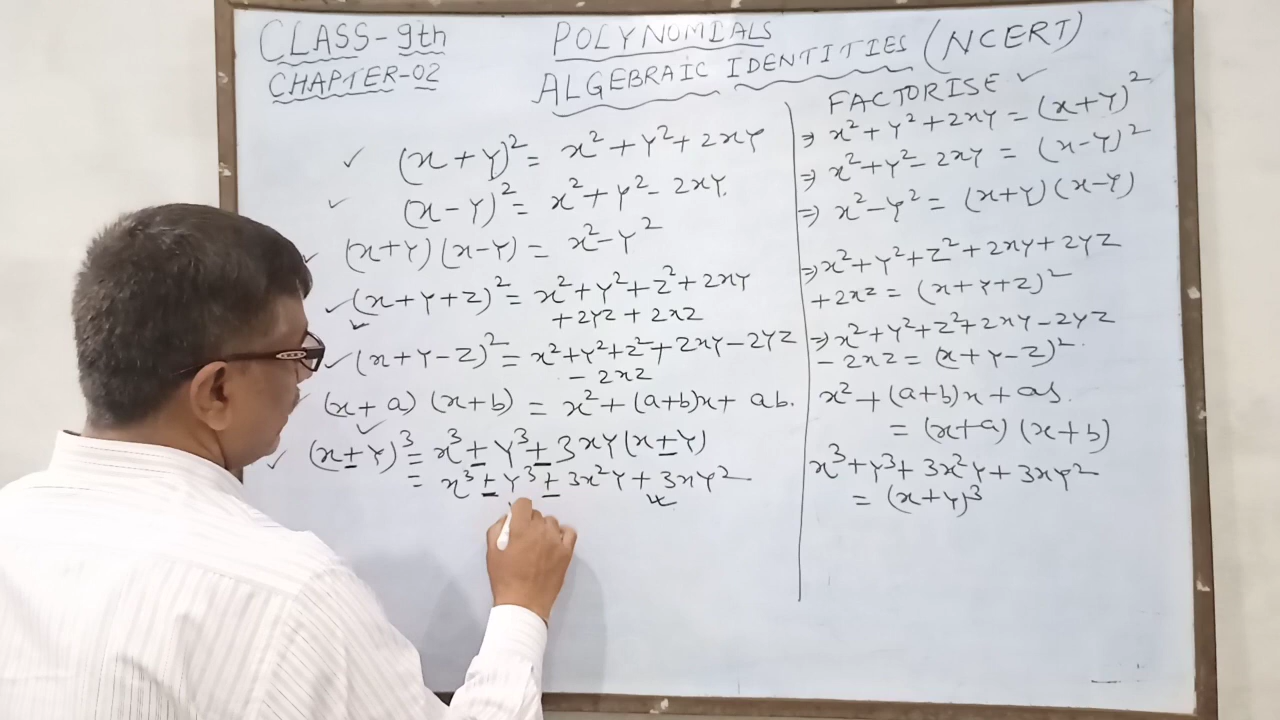 CLASS-9th
CHAPTER-02
POLYNOMIALS
ALGEBRAIC IDENTITIES (NCERT)
✓ (x+y)² = x²+y²+2xy
✓ (x-y)² = x²+y²-2xy.
✓ (x+y)(x-y) = x²-y²
✓ (x+y+z)² = x²+y²+z²+2xy
+2yz+2xz
✓ (x+y-z)² = x²+y²+z²+2xy-2yz
-2xz
✓ (x+a)(x+b) = x²+(a+b)x+ab.
✓ (x±y)³ = x³±y³±3xy(x±y)
= x³±y³±3x²y+3xy²
FACTORISE ✓
⇒ x²+y²+2xy = (x+y)²
⇒ x²+y²-2xy = (x-y)²
⇒ x²-y² = (x+y)(x-y)
⇒ x²+y²+z²+2xy+2yz
+2xz = (x+y+z)²
⇒ x²+y²+z²+2xy-2yz
-2xz = (x+y-z)².
x²+(a+b)x+ab.
= (x+a)(x+b)
x³+y³+3x²y+3xy²
= (x+y)³